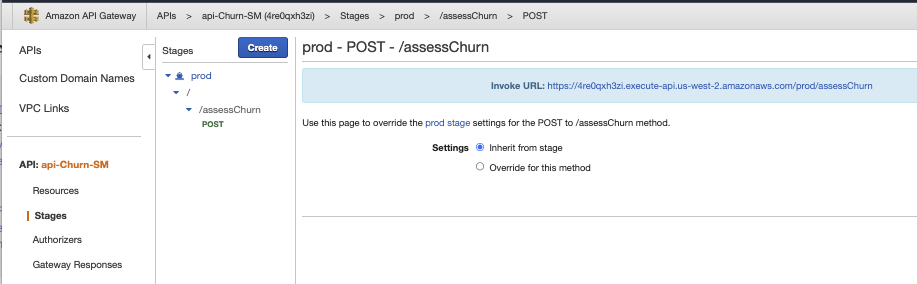 Amazon API Gateway APIs > api-Churn-SM (4re0qxh3zi) > Stages > prod > /assessChurn > POST
APIs
Custom Domain Names
VPC Links
API: api-Churn-SM
Resources
Stages
Authorizers
Gateway Responses
Stages Create
prod
/
/assessChurn
POST
prod - POST - /assessChurn
Invoke URL: https://4re0qxh3zi.execute-api.us-west-2.amazonaws.com/prod/assessChurn
Use this page to override the prod stage settings for the POST to /assessChurn method.
Settings Inherit from stage
Override for this method